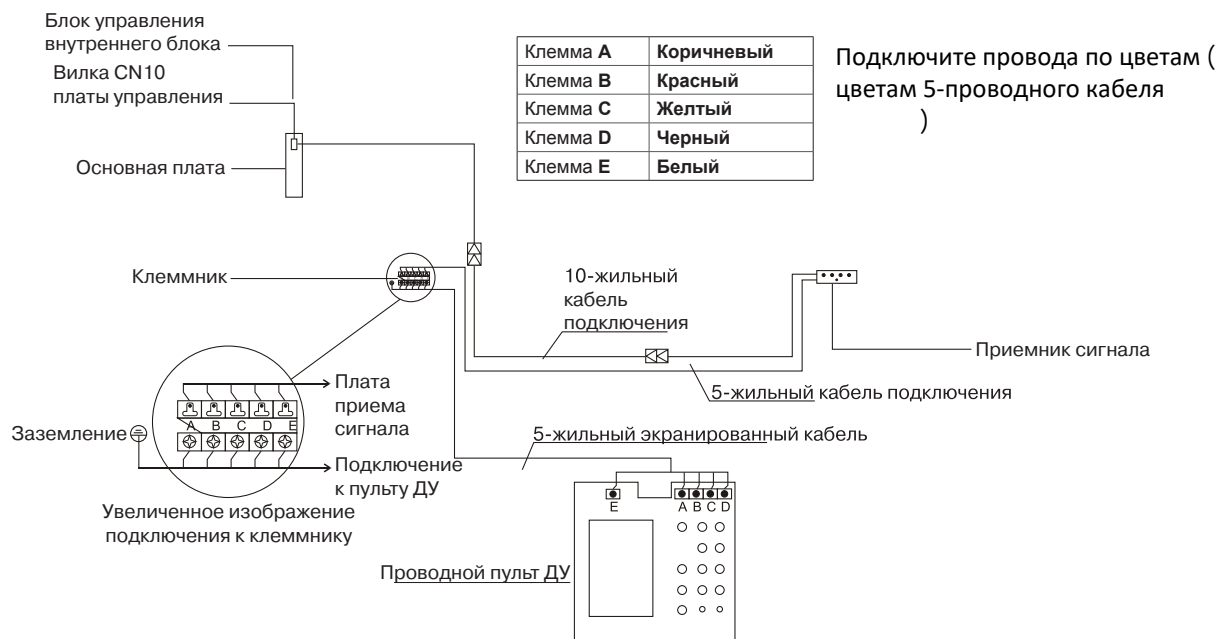 Блок управления
внутреннего блока
Вилка CN10
платы управления
Основная плата
Клемма A Коричневый
Клемма B Красный
Клемма C Желтый
Клемма D Черный
Клемма E Белый
Подключите провода по цветам (
цветам 5-проводного кабеля
)
Клеммник
10-жильный
кабель
подключения
Приемник сигнала
5-жильный кабель подключения
Плата
приема
сигнала
A B C D E
Заземление
5-жильный экранированный кабель
Подключение
к пульту ДУ
Увеличенное изображение
подключения к клеммнику
E A B C D
Проводной пульт ДУ